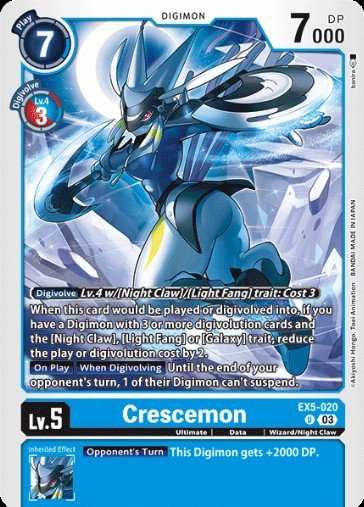 Play
7
DIGIMON
7000
DP
Digivolve
Lv.4
3
banira
©Akiyoshi Hongo, Toei Animation BANDAI MADE IN JAPAN
Digivolve Lv.4 w/[Night Claw]/[Light Fang] trait: Cost 3
When this card would be played or digivolved into, if you
have a Digimon with 3 or more digivolution cards and
the [Night Claw], [Light Fang] or [Galaxy] trait, reduce
the play or digivolution cost by 2.
On Play When Digivolving Until the end of your
opponent's turn, 1 of their Digimon can't suspend.
Lv.5
Crescemon
EX5-020
U 03
Ultimate | Data | Wizard/Night Claw
Inherited Effect
Opponent's Turn This Digimon gets +2000 DP.